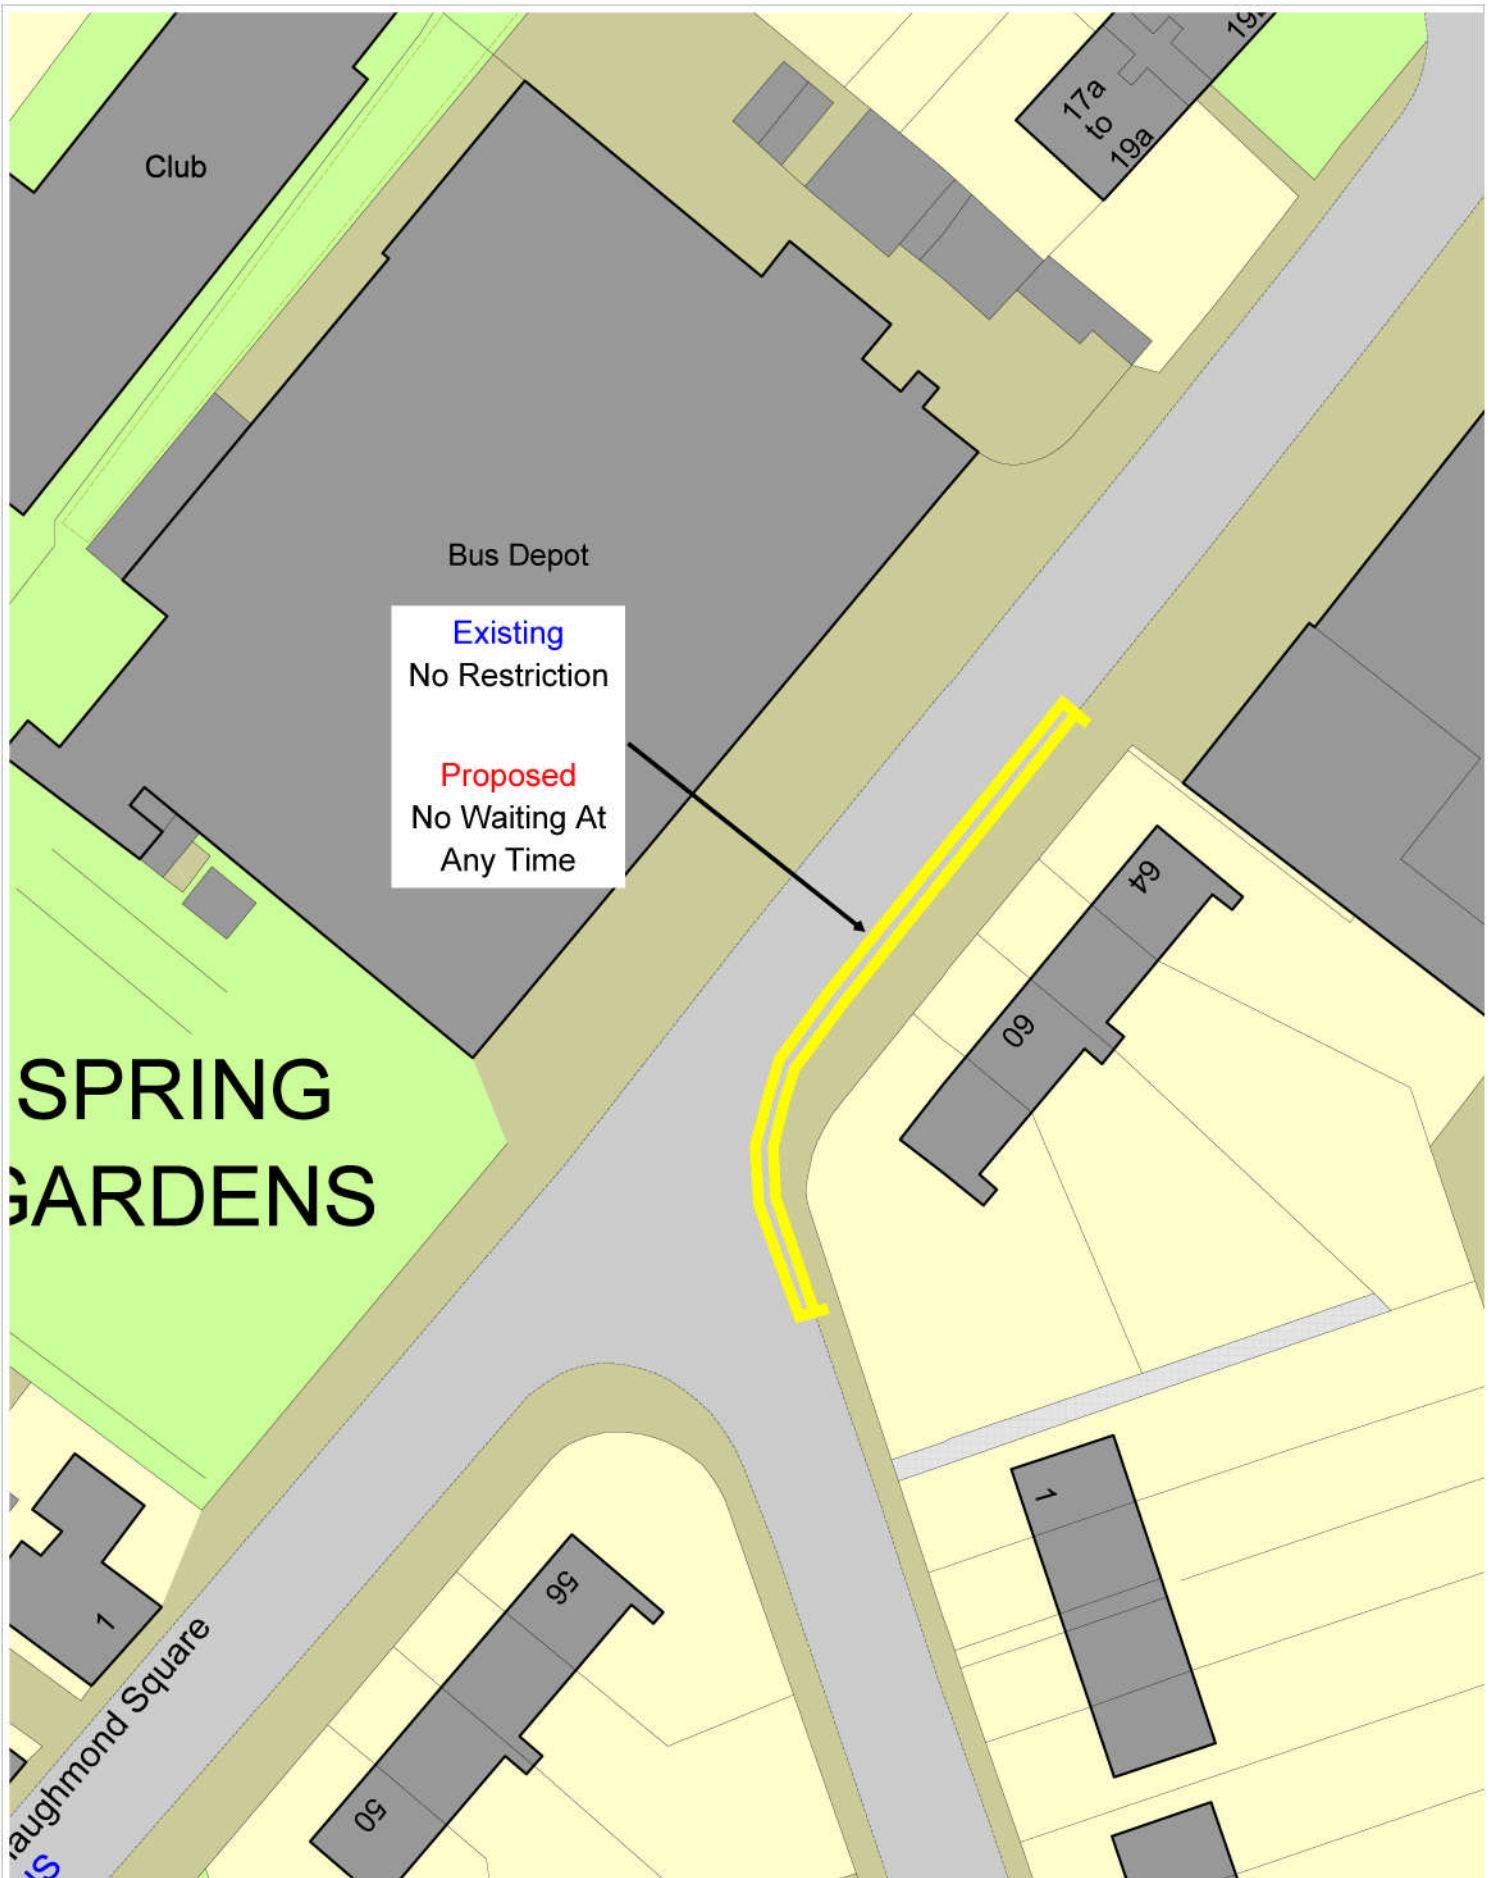 19a
17a
to
19a
Club
Bus Depot
Existing
No Restriction
Proposed
No Waiting At
Any Time
64
60
SPRING
GARDENS
1
56
1
50
Square